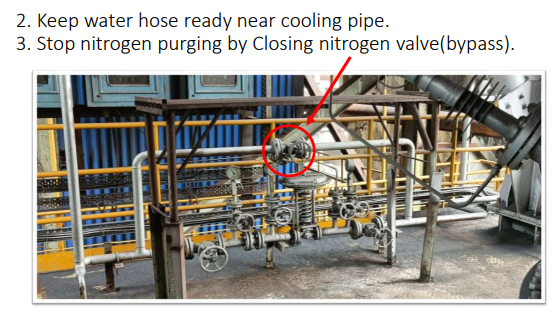 2. Keep water hose ready near cooling pipe.
3. Stop nitrogen purging by Closing nitrogen valve(bypass).